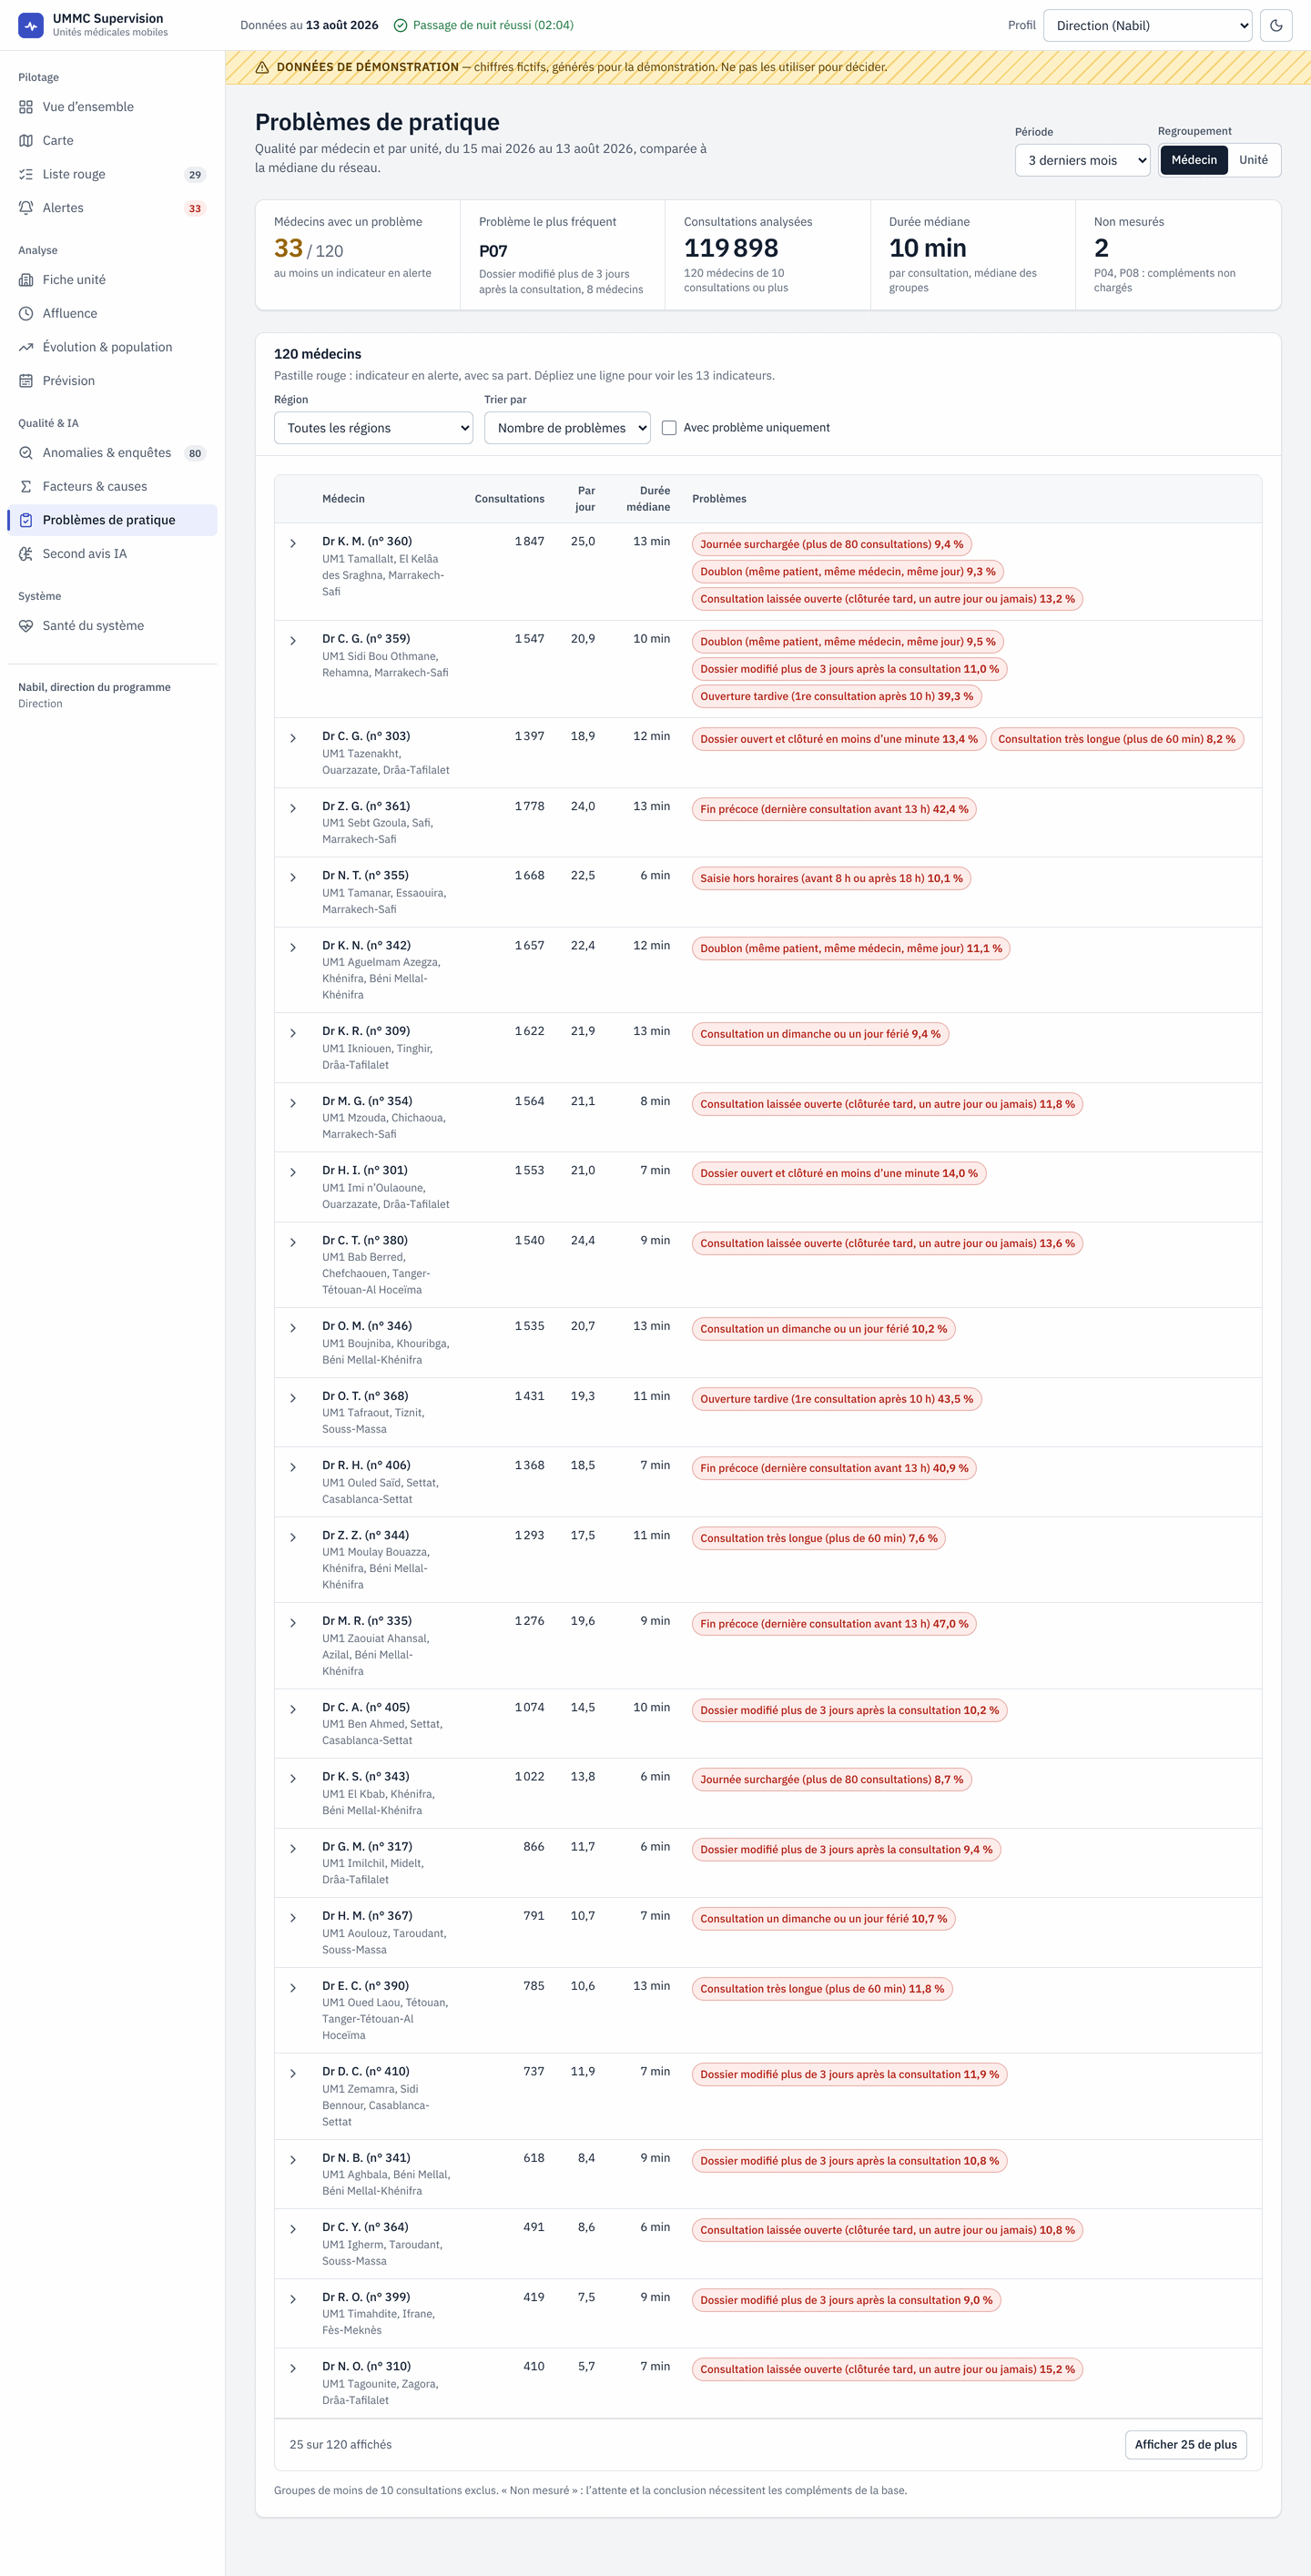 UMMC Supervision
Unités médicales mobiles
Données au 13 août 2026
Passage de nuit réussi (02:04)
Profil
Direction (Nabil)
Pilotage
Vue d’ensemble
Carte
Liste rouge 29
Alertes 33
Analyse
Fiche unité
Affluence
Évolution & population
Prévision
Qualité & IA
Anomalies & enquêtes 80
Facteurs & causes
Problèmes de pratique
Second avis IA
Système
Santé du système
Nabil, direction du programme
Direction
DONNÉES DE DÉMONSTRATION — chiffres fictifs, générés pour la démonstration. Ne pas les utiliser pour décider.
Problèmes de pratique
Qualité par médecin et par unité, du 15 mai 2026 au 13 août 2026, comparée à
la médiane du réseau.
Période
3 derniers mois
Regroupement
Médecin Unité
Médecins avec un problème
33 / 120
au moins un indicateur en alerte
Problème le plus fréquent
P07
Dossier modifié plus de 3 jours
après la consultation, 8 médecins
Consultations analysées
119 898
120 médecins de 10
consultations ou plus
Durée médiane
10 min
par consultation, médiane des
groupes
Non mesurés
2
P04, P08 : compléments non
chargés
120 médecins
Pastille rouge : indicateur en alerte, avec sa part. Dépliez une ligne pour voir les 13 indicateurs.
Région
Toutes les régions
Trier par
Nombre de problèmes
Avec problème uniquement
Médecin Consultations Par jour Durée médiane Problèmes
Dr K. M. (n° 360) 1 847 25,0 13 min
UM1 Tamallalt, El Kelâa
des Sraghna, Marrakech-
Safi
Journée surchargée (plus de 80 consultations) 9,4 %
Doublon (même patient, même médecin, même jour) 9,3 %
Consultation laissée ouverte (clôturée tard, un autre jour ou jamais) 13,2 %
Dr C. G. (n° 359) 1 547 20,9 10 min
UM1 Sidi Bou Othmane,
Rehamna, Marrakech-Safi
Doublon (même patient, même médecin, même jour) 9,5 %
Dossier modifié plus de 3 jours après la consultation 11,0 %
Ouverture tardive (1re consultation après 10 h) 39,3 %
Dr C. G. (n° 303) 1 397 18,9 12 min
UM1 Tazenakht,
Ouarzazate, Drâa-Tafilalet
Dossier ouvert et clôturé en moins d’une minute 13,4 % Consultation très longue (plus de 60 min) 8,2 %
Dr Z. G. (n° 361) 1 778 24,0 13 min
UM1 Sebt Gzoula, Safi,
Marrakech-Safi
Fin précoce (dernière consultation avant 13 h) 42,4 %
Dr N. T. (n° 355) 1 668 22,5 6 min
UM1 Tamanar, Essaouira,
Marrakech-Safi
Saisie hors horaires (avant 8 h ou après 18 h) 10,1 %
Dr K. N. (n° 342) 1 657 22,4 12 min
UM1 Aguelmam Azegza,
Khénifra, Béni Mellal-
Khénifra
Doublon (même patient, même médecin, même jour) 11,1 %
Dr K. R. (n° 309) 1 622 21,9 13 min
UM1 Ikniouen, Tinghir,
Drâa-Tafilalet
Consultation un dimanche ou un jour férié 9,4 %
Dr M. G. (n° 354) 1 564 21,1 8 min
UM1 Mzouda, Chichaoua,
Marrakech-Safi
Consultation laissée ouverte (clôturée tard, un autre jour ou jamais) 11,8 %
Dr H. I. (n° 301) 1 553 21,0 7 min
UM1 Imi n’Oulaoune,
Ouarzazate, Drâa-Tafilalet
Dossier ouvert et clôturé en moins d’une minute 14,0 %
Dr C. T. (n° 380) 1 540 24,4 9 min
UM1 Bab Berred,
Chefchaouen, Tanger-
Tétouan-Al Hoceïma
Consultation laissée ouverte (clôturée tard, un autre jour ou jamais) 13,6 %
Dr O. M. (n° 346) 1 535 20,7 13 min
UM1 Boujniba, Khouribga,
Béni Mellal-Khénifra
Consultation un dimanche ou un jour férié 10,2 %
Dr O. T. (n° 368) 1 431 19,3 11 min
UM1 Tafraout, Tiznit,
Souss-Massa
Ouverture tardive (1re consultation après 10 h) 43,5 %
Dr R. H. (n° 406) 1 368 18,5 7 min
UM1 Ouled Saïd, Settat,
Casablanca-Settat
Fin précoce (dernière consultation avant 13 h) 40,9 %
Dr Z. Z. (n° 344) 1 293 17,5 11 min
UM1 Moulay Bouazza,
Khénifra, Béni Mellal-
Khénifra
Consultation très longue (plus de 60 min) 7,6 %
Dr M. R. (n° 335) 1 276 19,6 9 min
UM1 Zaouiat Ahansal,
Azilal, Béni Mellal-
Khénifra
Fin précoce (dernière consultation avant 13 h) 47,0 %
Dr C. A. (n° 405) 1 074 14,5 10 min
UM1 Ben Ahmed, Settat,
Casablanca-Settat
Dossier modifié plus de 3 jours après la consultation 10,2 %
Dr K. S. (n° 343) 1 022 13,8 6 min
UM1 El Kbab, Khénifra,
Béni Mellal-Khénifra
Journée surchargée (plus de 80 consultations) 8,7 %
Dr G. M. (n° 317) 866 11,7 6 min
UM1 Imilchil, Midelt,
Drâa-Tafilalet
Dossier modifié plus de 3 jours après la consultation 9,4 %
Dr H. M. (n° 367) 791 10,7 7 min
UM1 Aoulouz, Taroudant,
Souss-Massa
Consultation un dimanche ou un jour férié 10,7 %
Dr E. C. (n° 390) 785 10,6 13 min
UM1 Oued Laou, Tétouan,
Tanger-Tétouan-Al
Hoceïma
Consultation très longue (plus de 60 min) 11,8 %
Dr D. C. (n° 410) 737 11,9 7 min
UM1 Zemamra, Sidi
Bennour, Casablanca-
Settat
Dossier modifié plus de 3 jours après la consultation 11,9 %
Dr N. B. (n° 341) 618 8,4 9 min
UM1 Aghbala, Béni Mellal,
Béni Mellal-Khénifra
Dossier modifié plus de 3 jours après la consultation 10,8 %
Dr C. Y. (n° 364) 491 8,6 6 min
UM1 Igherm, Taroudant,
Souss-Massa
Consultation laissée ouverte (clôturée tard, un autre jour ou jamais) 10,8 %
Dr R. O. (n° 399) 419 7,5 9 min
UM1 Timahdite, Ifrane,
Fès-Meknès
Dossier modifié plus de 3 jours après la consultation 9,0 %
Dr N. O. (n° 310) 410 5,7 7 min
UM1 Tagounite, Zagora,
Drâa-Tafilalet
Consultation laissée ouverte (clôturée tard, un autre jour ou jamais) 15,2 %
25 sur 120 affichés
Afficher 25 de plus
Groupes de moins de 10 consultations exclus. « Non mesuré » : l’attente et la conclusion nécessitent les compléments de la base.